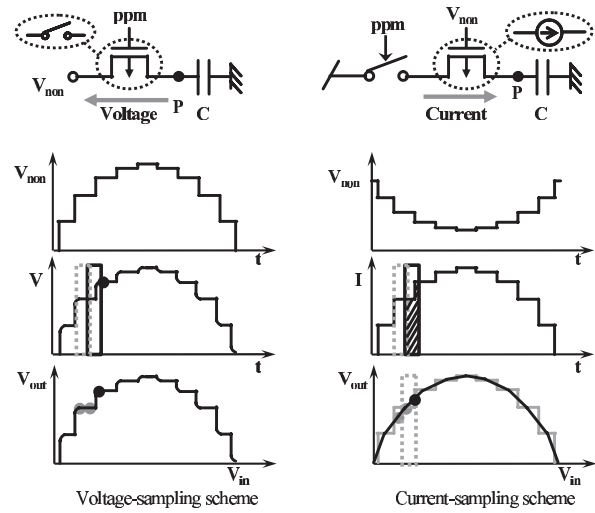 ppm
V_non
P
Voltage
C
ppm
V_non
P
Current
C
V_non
t
V
t
V_out
V_in
Voltage-sampling scheme
V_non
t
I
t
V_out
V_in
Current-sampling scheme